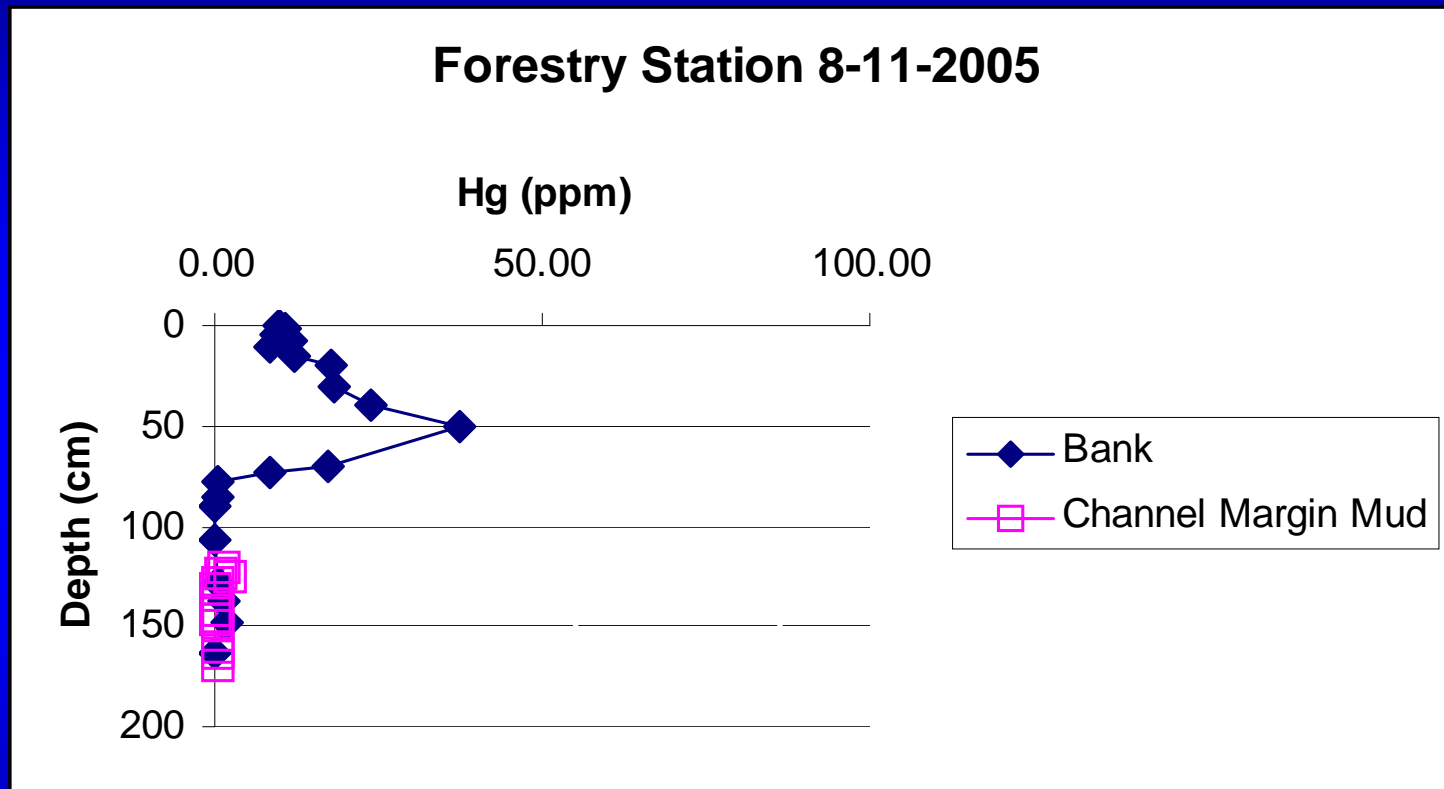 Forestry Station 8-11-2005
Hg (ppm)
0.00 50.00 100.00
0
50
100
150
200
Depth (cm)
Bank
Channel Margin Mud